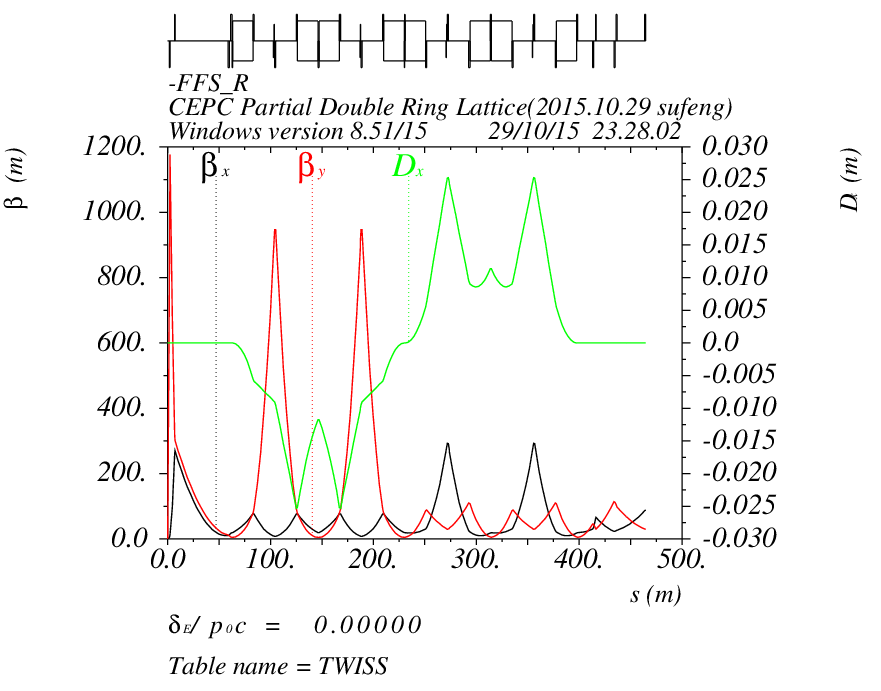 -FFS_R
CEPC Partial Double Ring Lattice(2015.10.29 sufeng)
Windows version 8.51/15 29/10/15 23.28.02
β (m)
1200.
1000.
800.
600.
400.
200.
0.0
βx βy Dx
0.030
0.025
0.020
0.015
0.010
0.005
0.0
-0.005
-0.010
-0.015
-0.020
-0.025
-0.030
D (m)
0.0 100. 200. 300. 400. 500.
s (m)
δE/ p0c = 0.00000
Table name = TWISS